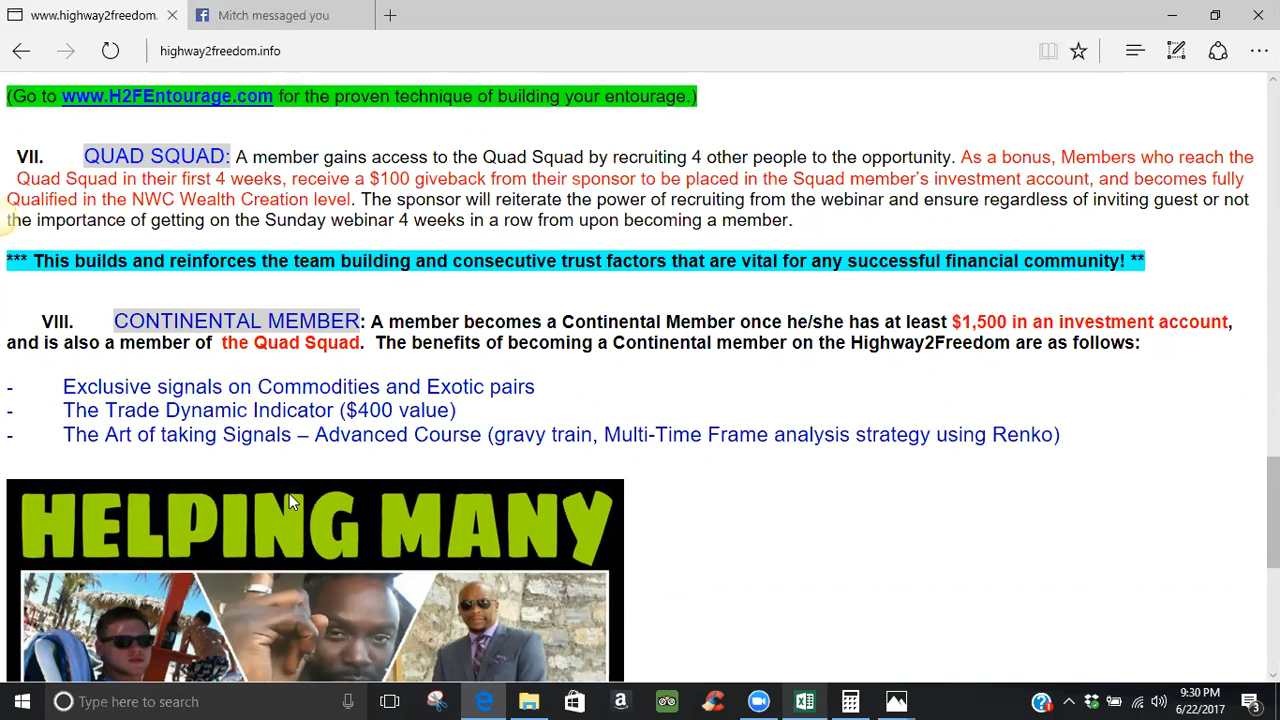 www.highway2freedom.
Mitch messaged you
highway2freedom.info
(Go to www.H2FEntourage.com for the proven technique of building your entourage.)
VII. QUAD SQUAD: A member gains access to the Quad Squad by recruiting 4 other people to the opportunity. As a bonus, Members who reach the
Quad Squad in their first 4 weeks, receive a $100 giveback from their sponsor to be placed in the Squad member's investment account, and becomes fully
Qualified in the NWC Wealth Creation level. The sponsor will reiterate the power of recruiting from the webinar and ensure regardless of inviting guest or not
the importance of getting on the Sunday webinar 4 weeks in a row from upon becoming a member.
*** This builds and reinforces the team building and consecutive trust factors that are vital for any successful financial community! **
VIII. CONTINENTAL MEMBER: A member becomes a Continental Member once he/she has at least $1,500 in an investment account,
and is also a member of the Quad Squad. The benefits of becoming a Continental member on the Highway2Freedom are as follows:
- Exclusive signals on Commodities and Exotic pairs
- The Trade Dynamic Indicator ($400 value)
- The Art of taking Signals – Advanced Course (gravy train, Multi-Time Frame analysis strategy using Renko)
HELPING MANY
Type here to search
9:30 PM
6/22/2017
3